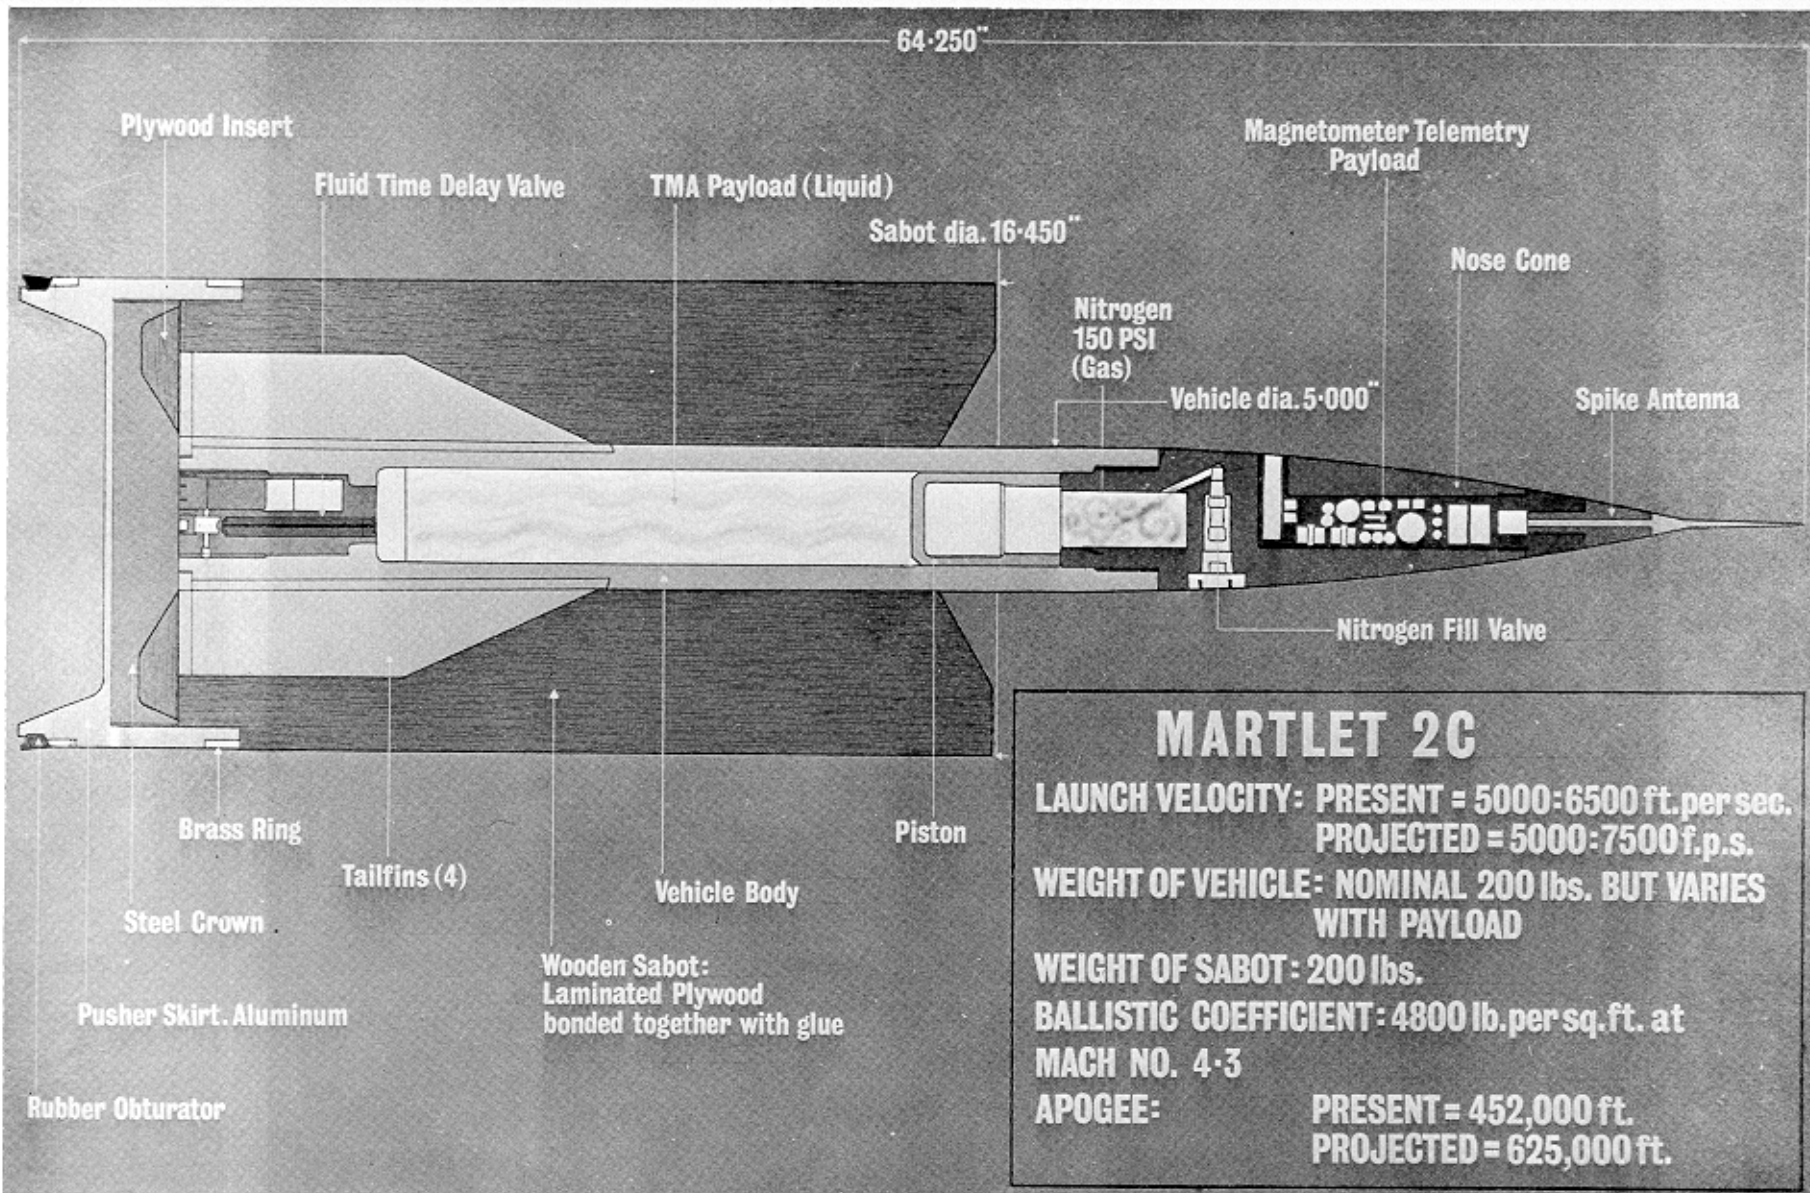 64·250"
Plywood Insert
Magnetometer Telemetry
Payload
Fluid Time Delay Valve
TMA Payload (Liquid)
Sabot dia. 16·450"
Nose Cone
Nitrogen
150 PSI
(Gas)
Vehicle dia. 5·000"
Spike Antenna
Nitrogen Fill Valve
Brass Ring
Piston
Tailfins (4)
Vehicle Body
Steel Crown
Wooden Sabot:
Laminated Plywood
bonded together with glue
Pusher Skirt. Aluminum
Rubber Obturator
MARTLET 2C
LAUNCH VELOCITY: PRESENT = 5000:6500 ft. per sec.
PROJECTED = 5000:7500 f.p.s.
WEIGHT OF VEHICLE: NOMINAL 200 lbs. BUT VARIES
WITH PAYLOAD
WEIGHT OF SABOT: 200 lbs.
BALLISTIC COEFFICIENT: 4800 lb. per sq. ft. at
MACH NO. 4·3
APOGEE: PRESENT = 452,000 ft.
PROJECTED = 625,000 ft.